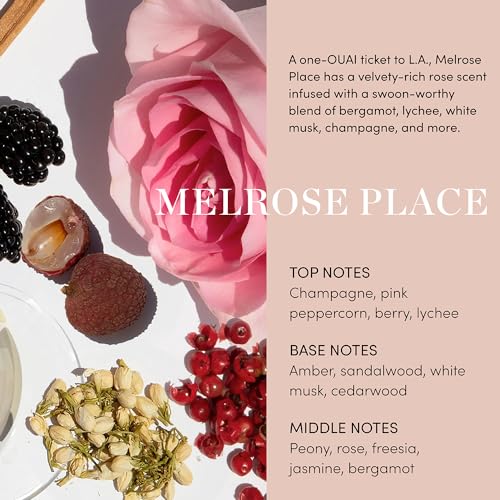 A one-OUAI ticket to L.A., Melrose
Place has a velvety-rich rose scent
infused with a swoon-worthy
blend of bergamot, lychee, white
musk, champagne, and more.
MELROSE PLACE
TOP NOTES
Champagne, pink
peppercorn, berry, lychee
BASE NOTES
Amber, sandalwood, white
musk, cedarwood
MIDDLE NOTES
Peony, rose, freesia,
jasmine, bergamot